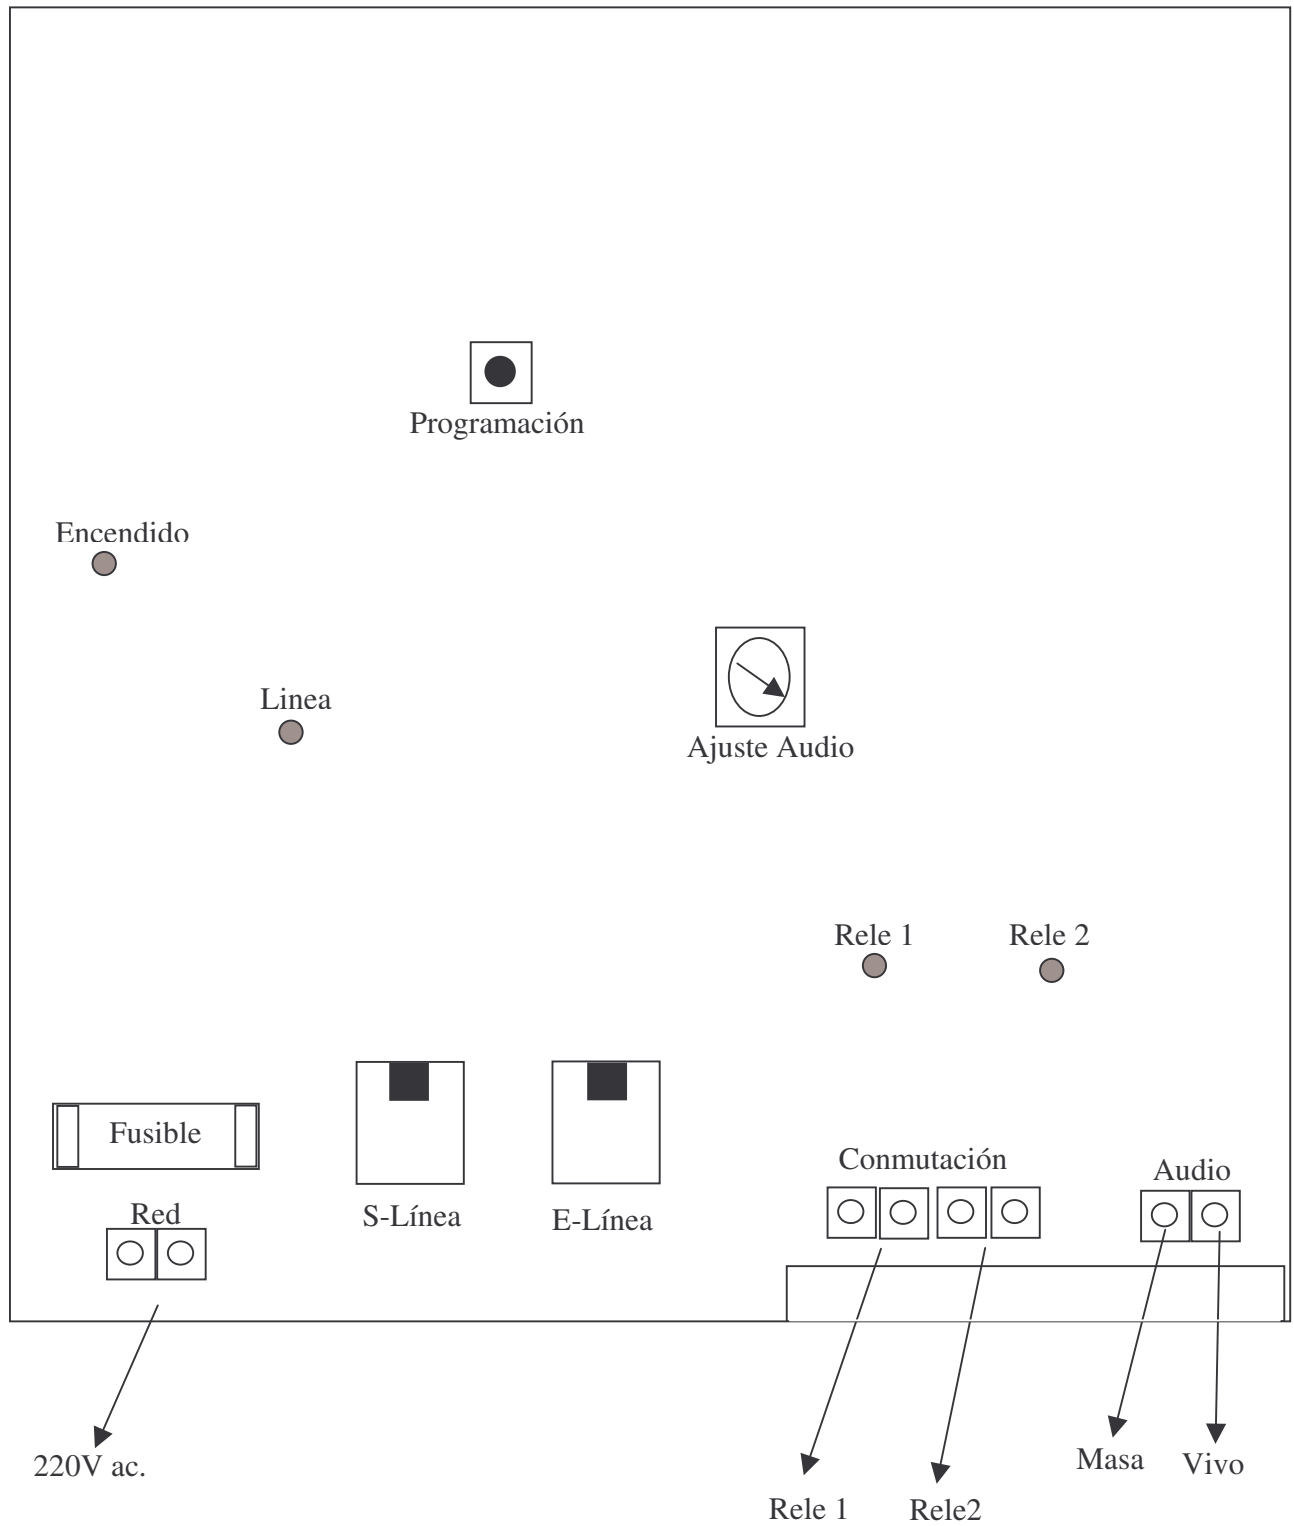 Programación
Encendido
Linea
Ajuste Audio
Rele 1
Rele 2
Fusible
Conmutación
Audio
Red
S-Línea
E-Línea
220V ac.
Masa
Vivo
Rele 1
Rele2